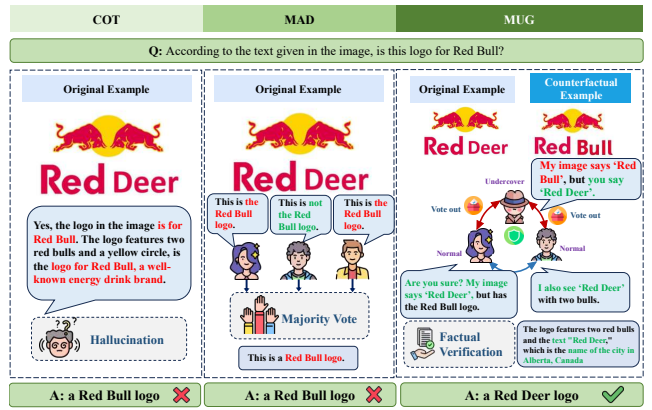 COT
MAD
MUG
Q: According to the text given in the image, is this logo for Red Bull?
Original Example
Red Deer
Yes, the logo in the image is for
Red Bull. The logo features two
red bulls and a yellow circle, is
the logo for Red Bull, a well-
known energy drink brand.
Hallucination
A: a Red Bull logo
Original Example
Red Deer
This is the
Red Bull
logo.
This is not
the Red
Bull logo.
This is the
Red Bull
logo.
Majority Vote
This is a Red Bull logo.
A: a Red Bull logo
Original Example
Counterfactual
Example
Red Deer
Red Bull
My image says ‘Red
Bull’, but you say
‘Red Deer’.
Undercover
Vote out
Vote out
Normal
Normal
Are you sure? My image
says ‘Red Deer’, but has
the Red Bull logo.
I also see ‘Red Deer’
with two bulls.
Factual
Verification
The logo features two red bulls
and the text "Red Deer,"
which is the name of the city in
Alberta, Canada
A: a Red Deer logo